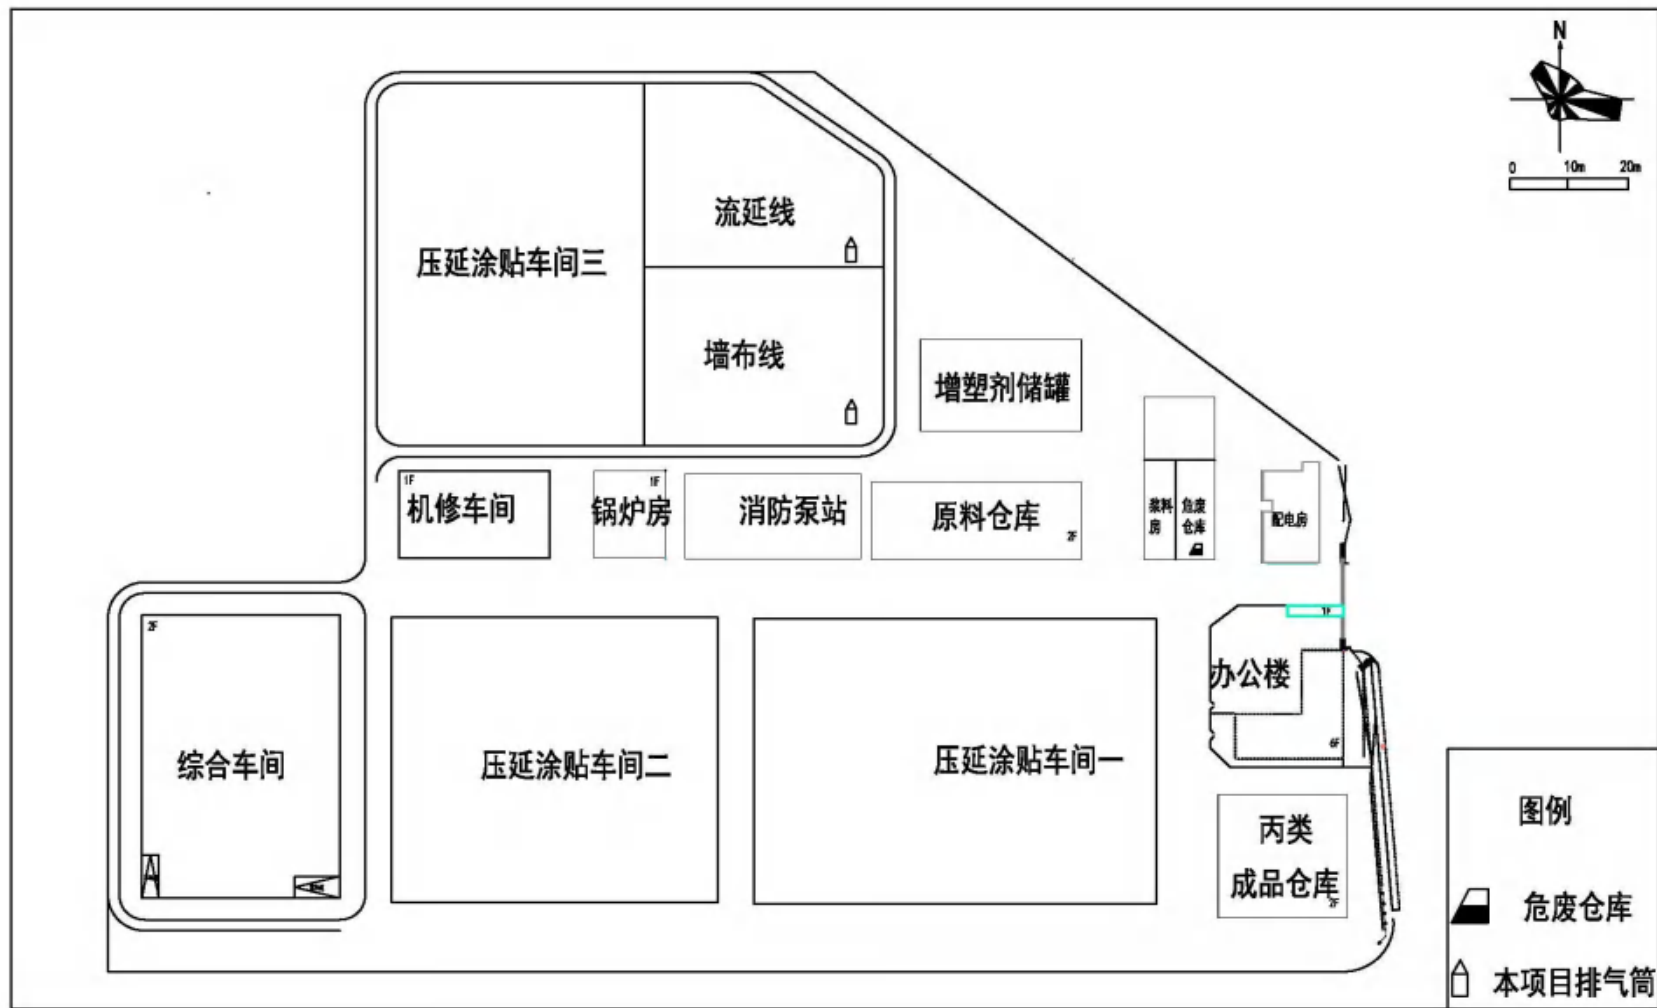 N
0 10m 20m
流延线
压延涂贴车间三
墙布线
增塑剂储罐
1F
机修车间
1F
锅炉房
消防泵站
原料仓库
2F
浆料
房
危废
仓库
配电房
1F
2F
办公楼
6F
综合车间
压延涂贴车间二
压延涂贴车间一
丙类
成品仓库
2F
图例
危废仓库
本项目排气筒